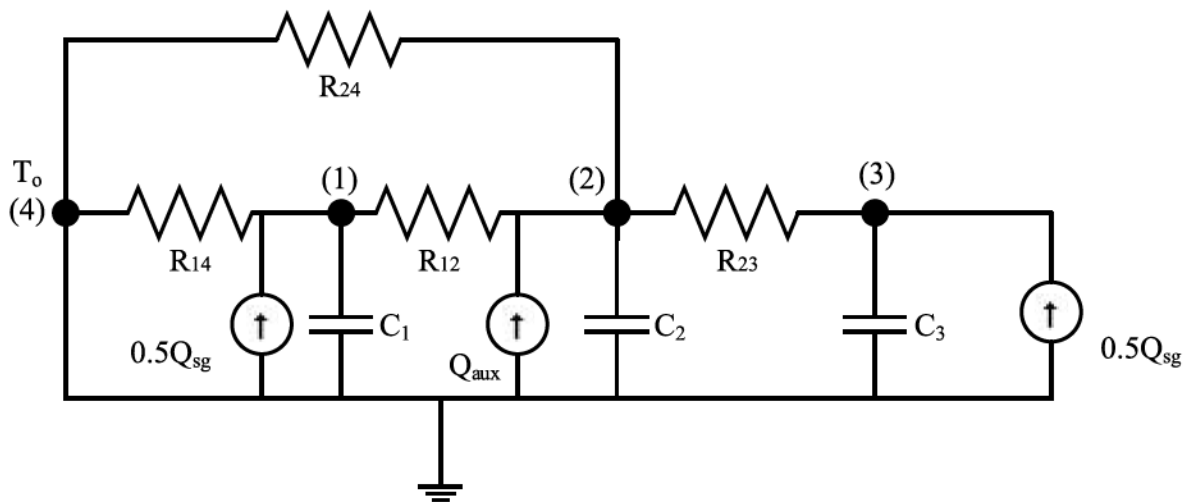 R24
To
(4)
(1)
(2)
(3)
R14
R12
R23
0.5Qsg
C1
Qaux
C2
C3
0.5Qsg